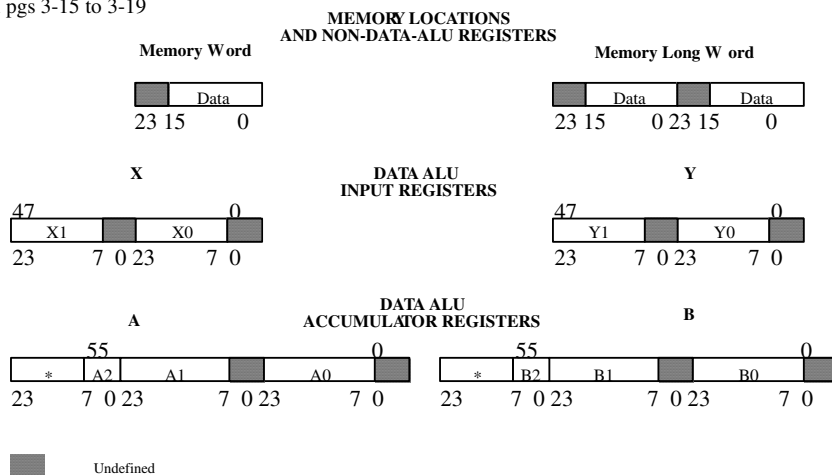 pgs 3-15 to 3-19
MEMORY LOCATIONS
AND NON-DATA-ALU REGISTERS
Memory Word
Memory Long W ord
Data
Data
Data
23 15 0
23 15 0 23 15 0
X
DATA ALU
INPUT REGISTERS
Y
47 0
47 0
X1 X0
Y1 Y0
23 7 0 23 7 0
23 7 0 23 7 0
A
DATA ALU
ACCUMULATOR REGISTERS
B
55 0
55 0
* A2 A1 A0
* B2 B1 B0
23 7 0 23 7 0 23 7 0
23 7 0 23 7 0 23 7 0
Undefined